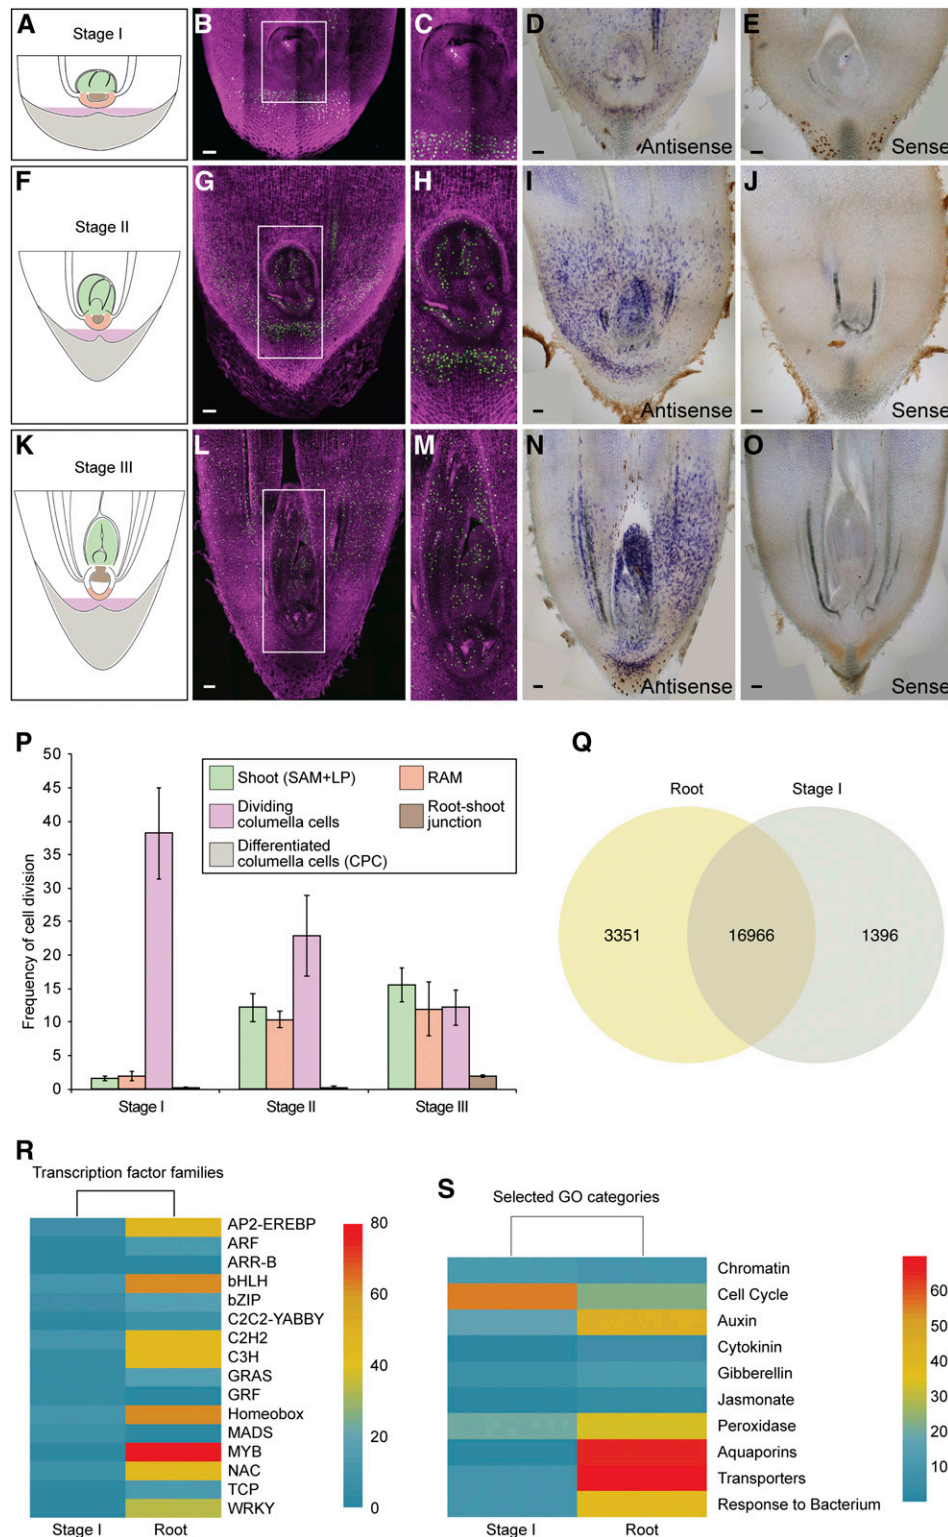 A
Stage I
B
C
D
Antisense
E
Sense
F
Stage II
G
H
I
Antisense
J
Sense
K
Stage III
L
M
N
Antisense
O
Sense
P
Frequency of cell division
50
45
40
35
30
25
20
15
10
5
0
Shoot (SAM+LP)
RAM
Dividing columella cells
Root-shoot junction
Differentiated columella cells (CPC)
Stage I
Stage II
Stage III
Q
Root
Stage I
3351
16966
1396
R
Transcription factor families
AP2-EREBP
ARF
ARR-B
bHLH
bZIP
C2C2-YABBY
C2H2
C3H
GRAS
GRF
Homeobox
MADS
MYB
NAC
TCP
WRKY
Stage I
Root
80
60
40
20
0
S
Selected GO categories
Chromatin
Cell Cycle
Auxin
Cytokinin
Gibberellin
Jasmonate
Peroxidase
Aquaporins
Transporters
Response to Bacterium
Stage I
Root
60
50
40
30
20
10